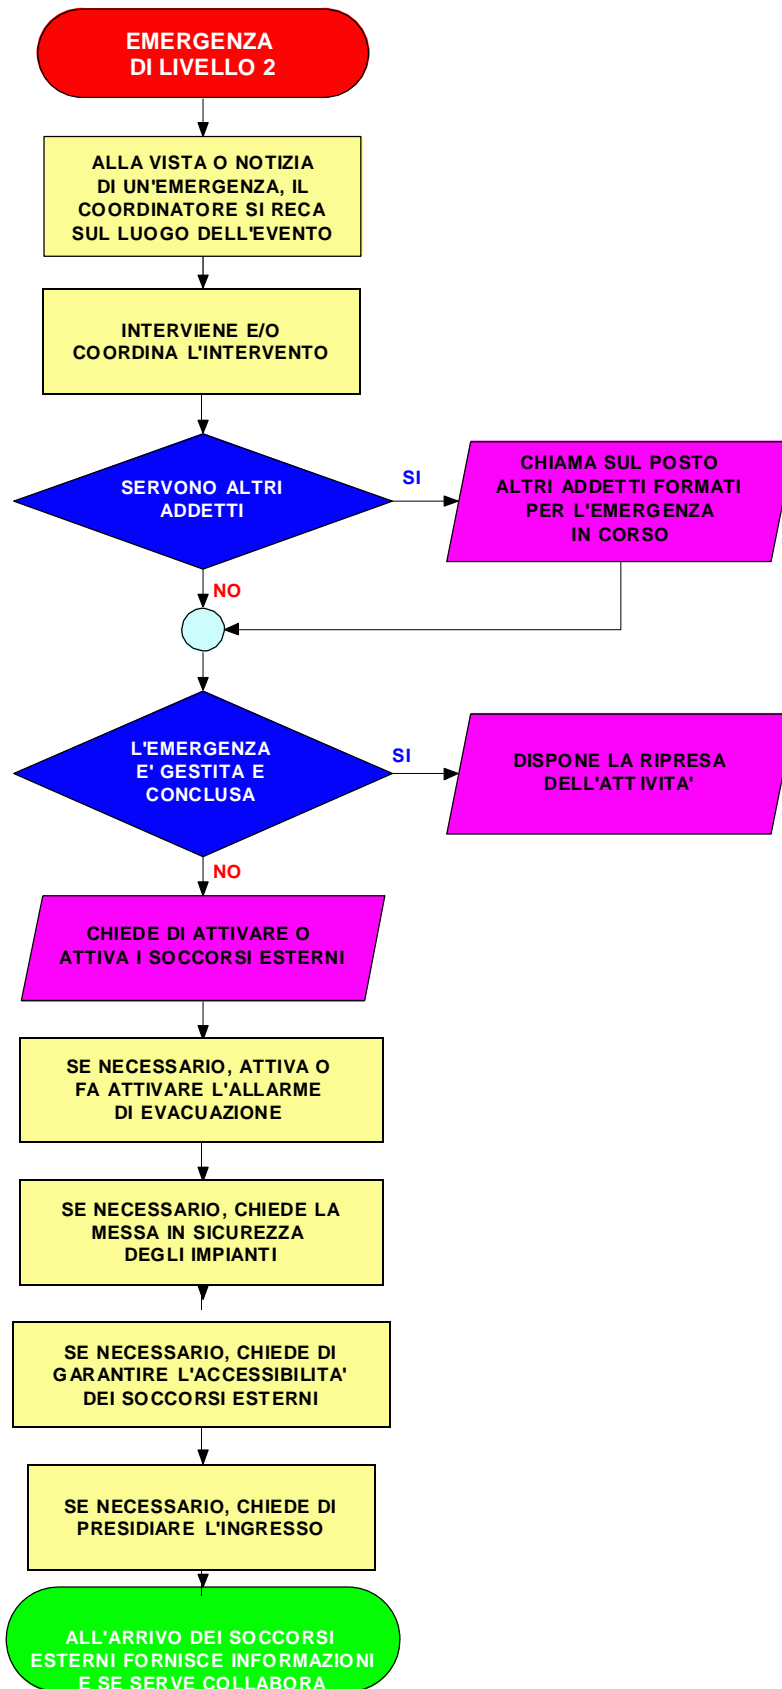 EMERGENZA
DI LIVELLO 2
ALLA VISTA O NOTIZIA
DI UN'EMERGENZA, IL
COORDINATORE SI RECA
SUL LUOGO DELL'EVENTO
INTERVIENE E/O
COORDINA L'INTERVENTO
SERVONO ALTRI
ADDETTI
SI
CHIAMA SUL POSTO
ALTRI ADDETTI FORMATI
PER L'EMERGENZA
IN CORSO
NO
L'EMERGENZA
E' GESTITA E
CONCLUSA
SI
DISPONE LA RIPRESA
DELL'ATTIVITA'
NO
CHIEDE DI ATTIVARE O
ATTIVA I SOCCORSI ESTERNI
SE NECESSARIO, ATTIVA O
FA ATTIVARE L'ALLARME
DI EVACUAZIONE
SE NECESSARIO, CHIEDE LA
MESSA IN SICUREZZA
DEGLI IMPIANTI
SE NECESSARIO, CHIEDE DI
GARANTIRE L'ACCESSIBILITA'
DEI SOCCORSI ESTERNI
SE NECESSARIO, CHIEDE DI
PRESIDIARE L'INGRESSO
ALL'ARRIVO DEI SOCCORSI
ESTERNI FORNISCE INFORMAZIONI
E SE SERVE COLLABORA